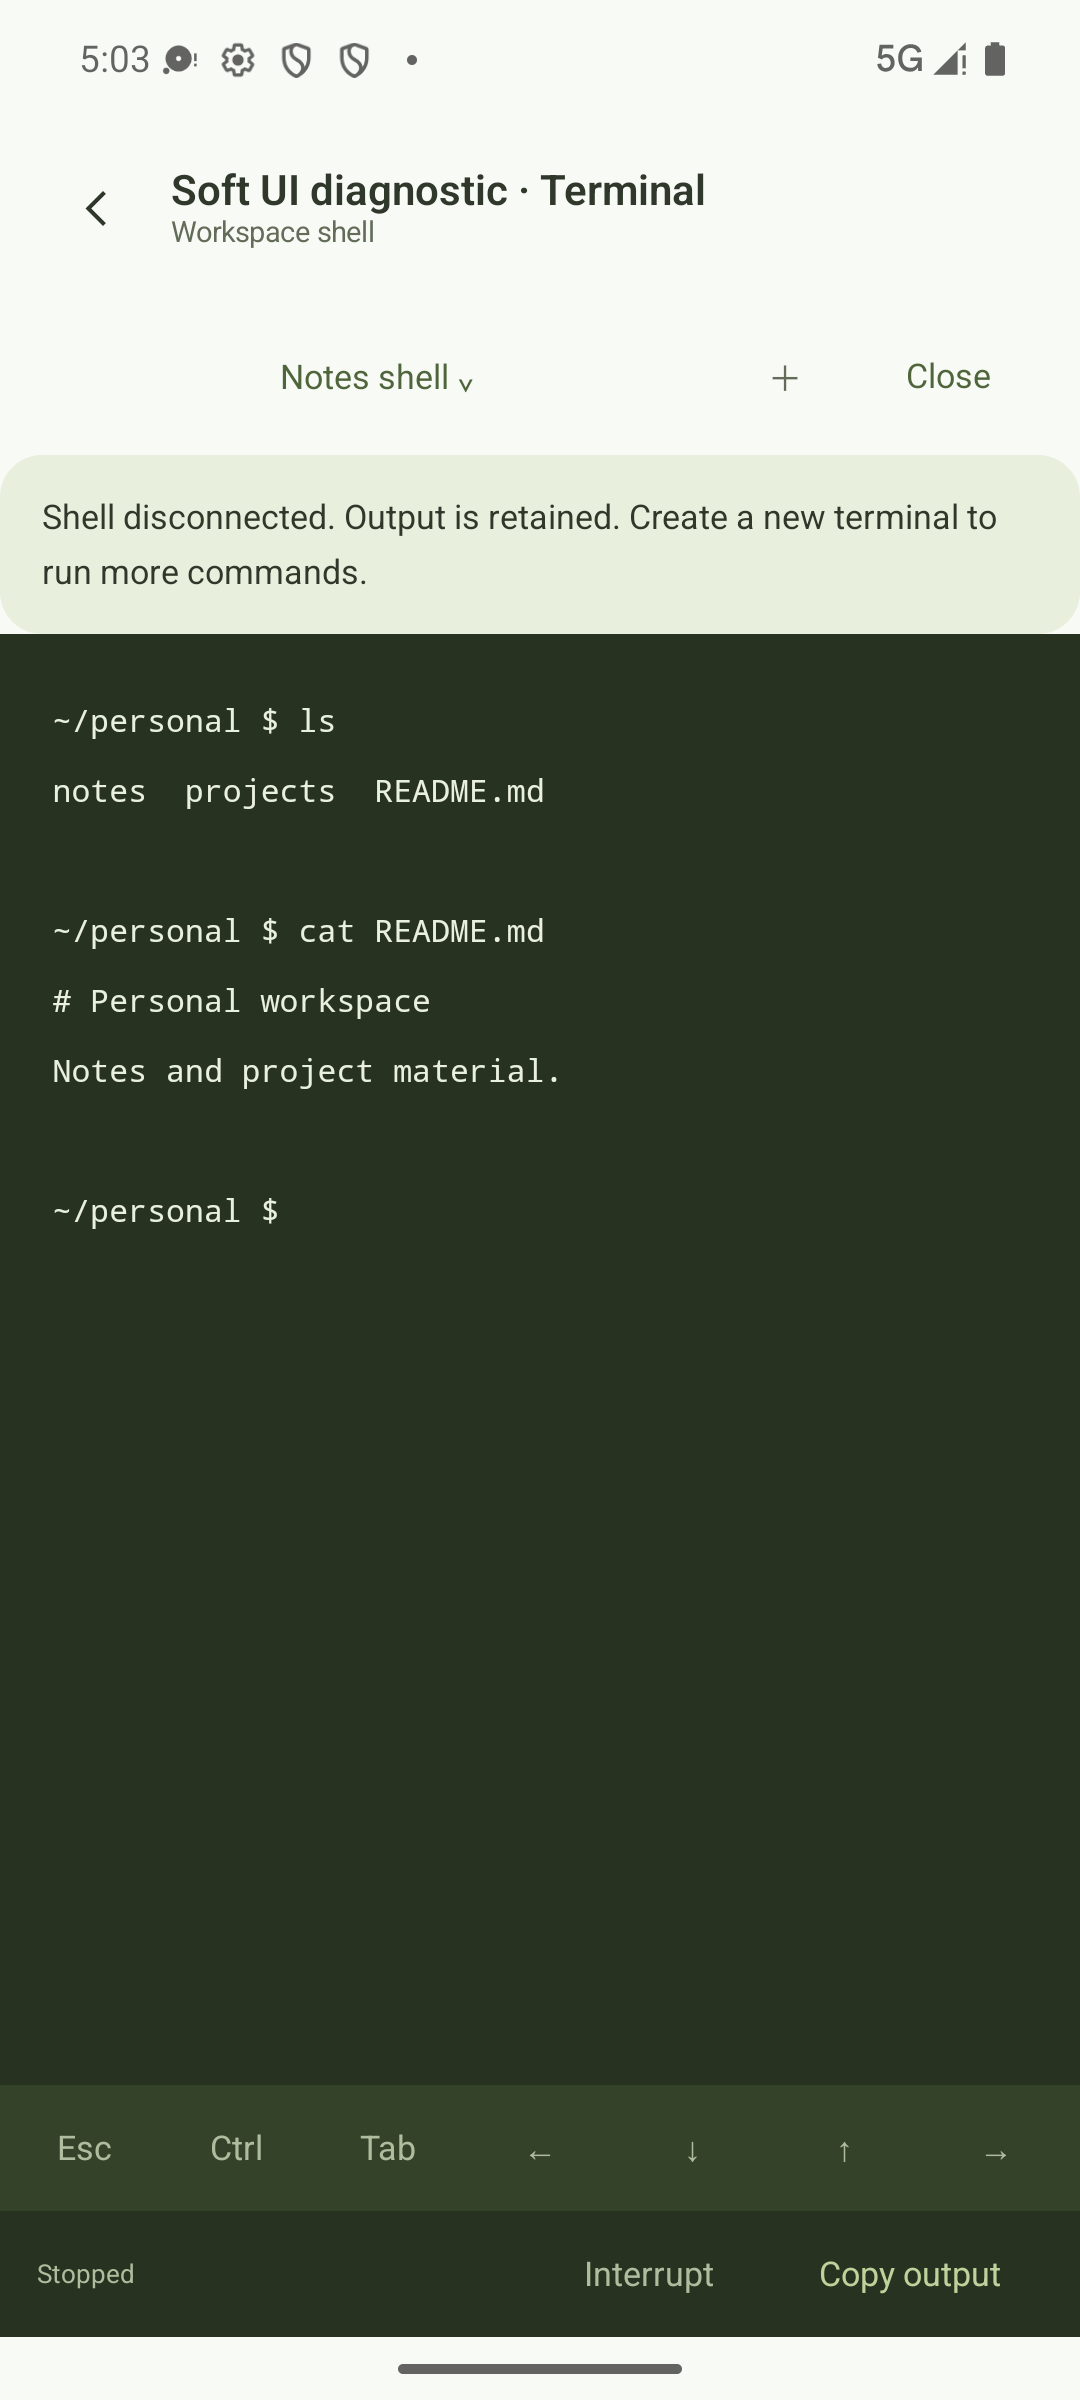 5:03
5G
Soft UI diagnostic · Terminal
Workspace shell
Notes shell
+ Close
Shell disconnected. Output is retained. Create a new terminal to
run more commands.
~/personal $ ls
notes  projects  README.md
~/personal $ cat README.md
# Personal workspace
Notes and project material.
~/personal $
Esc Ctrl Tab ← ↓ ↑ →
Stopped Interrupt Copy output